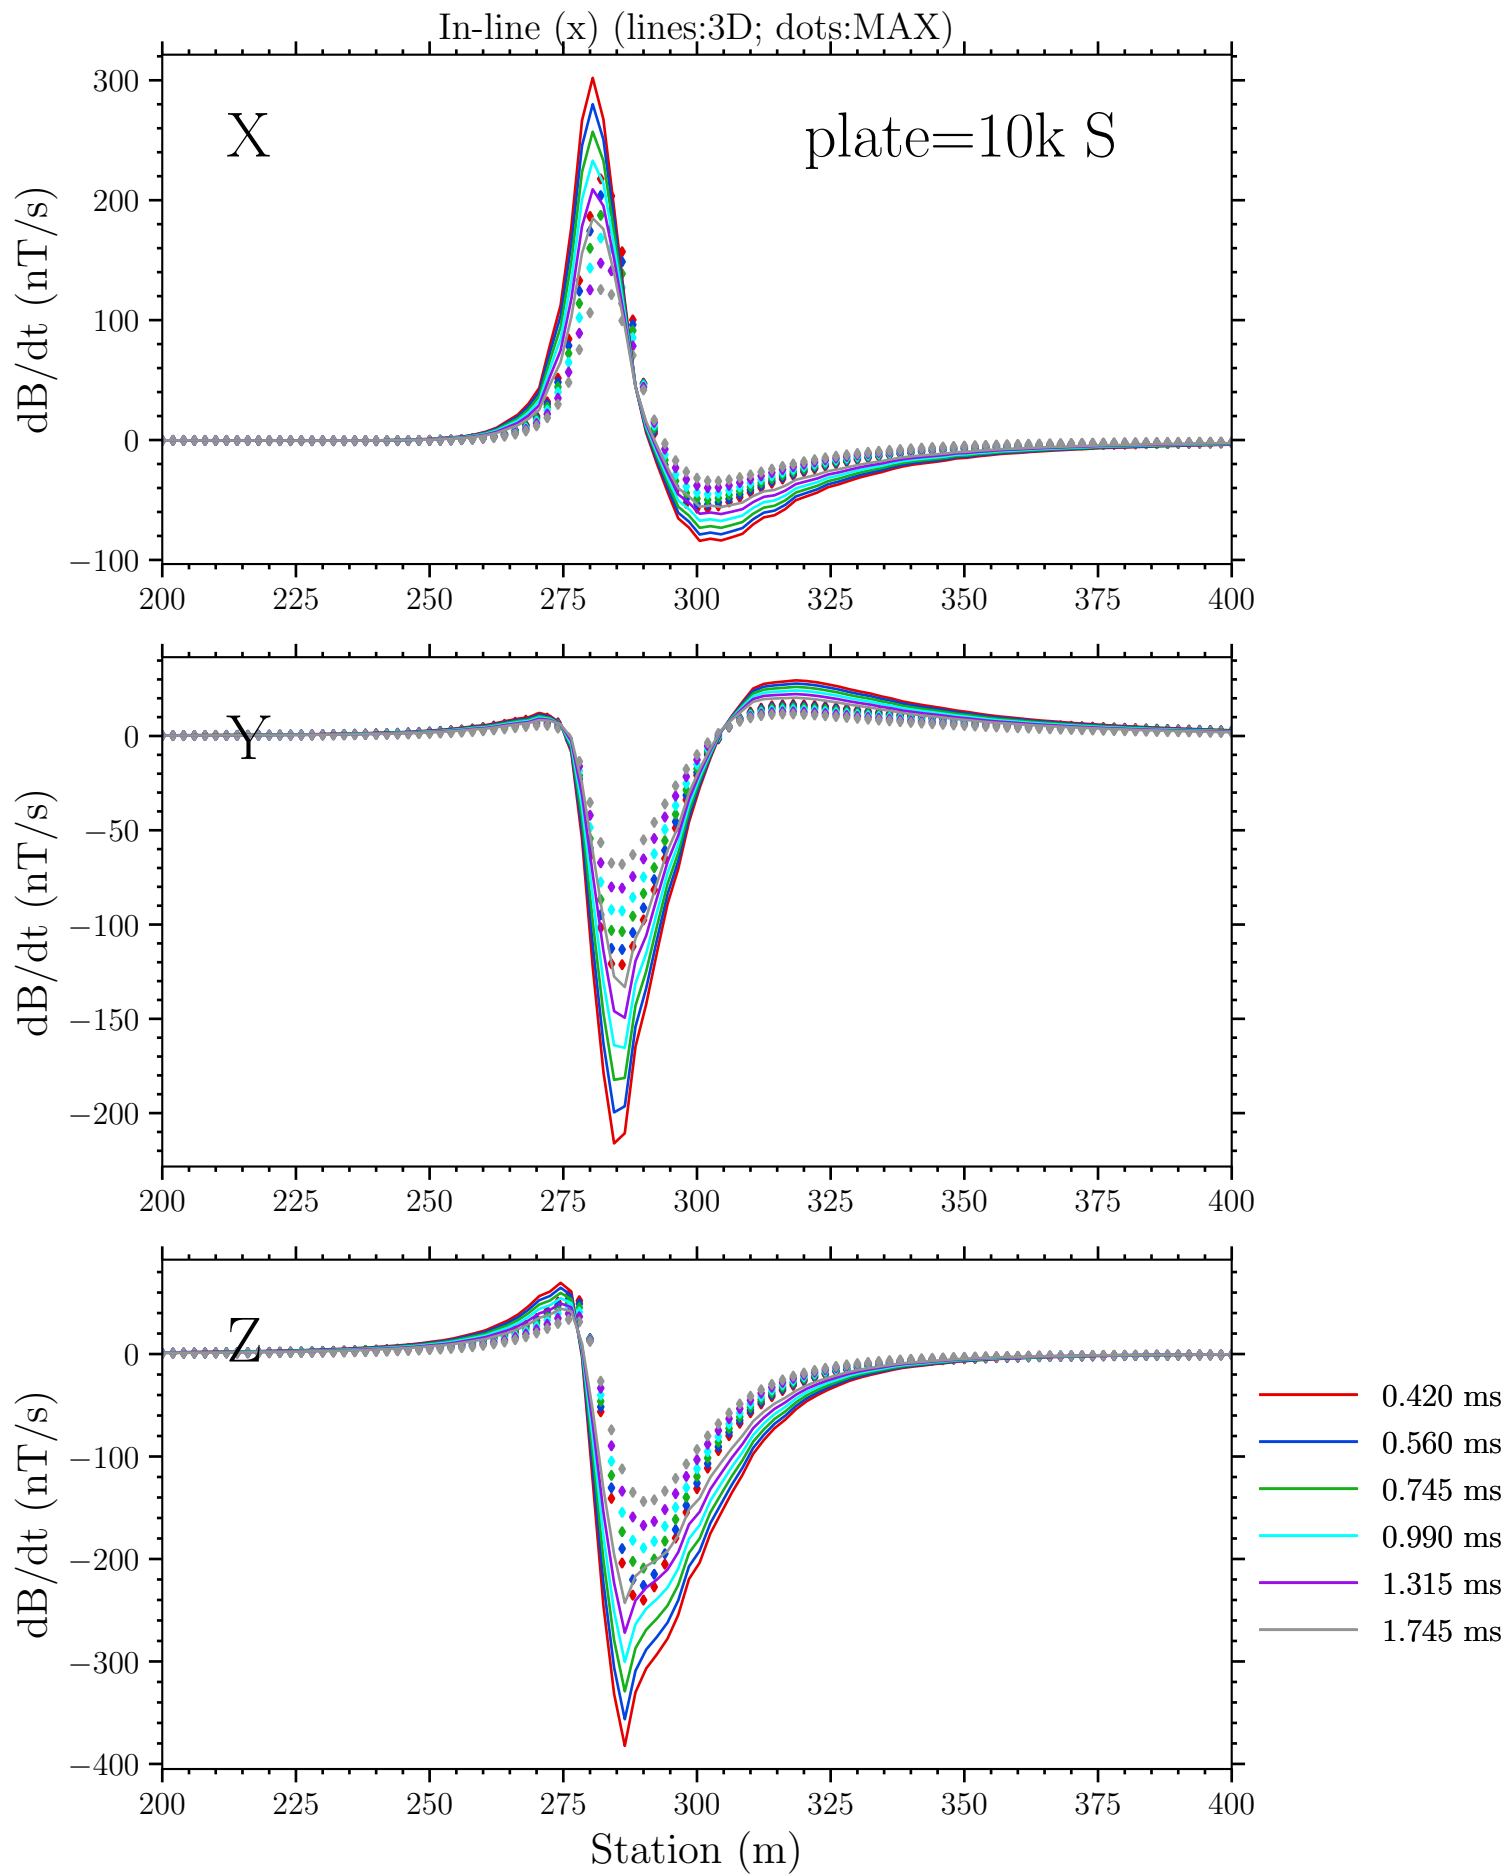 In-line (x) (lines:3D; dots:MAX)
X
plate=10k S
dB/dt (nT/s)
300
200
100
0
−100
200 225 250 275 300 325 350 375 400
Y
dB/dt (nT/s)
0
−50
−100
−150
−200
200 225 250 275 300 325 350 375 400
Z
dB/dt (nT/s)
0
−100
−200
−300
−400
200 225 250 275 300 325 350 375 400
Station (m)
0.420 ms
0.560 ms
0.745 ms
0.990 ms
1.315 ms
1.745 ms